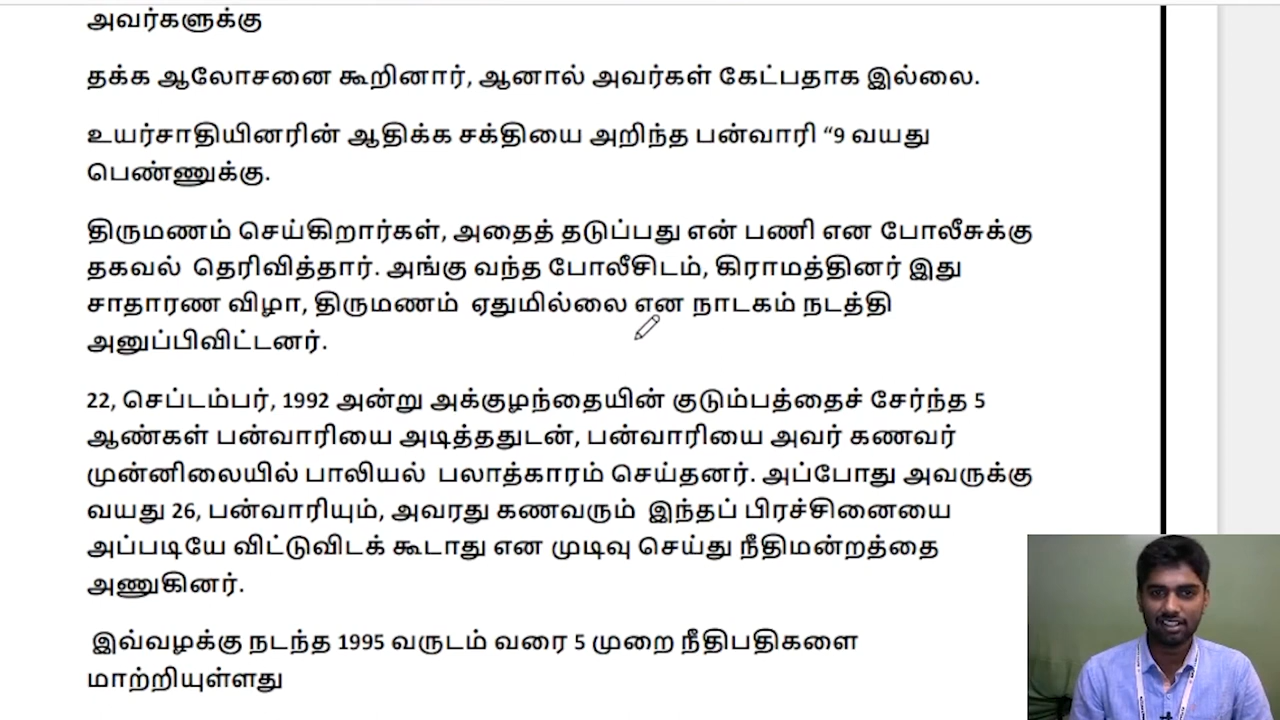 அவர்களுக்கு
தக்க ஆலோசனை கூறினார், ஆனால் அவர்கள் கேட்பதாக இல்லை.
உயர்சாதியினரின் ஆதிக்க சக்தியை அறிந்த பன்வாரி “9 வயது
பெண்ணுக்கு.
திருமணம் செய்கிறார்கள், அதைத் தடுப்பது என் பணி என போலீசுக்கு
தகவல் தெரிவித்தார். அங்கு வந்த போலீசிடம், கிராமத்தினர் இது
சாதாரண விழா, திருமணம் ஏதுமில்லை என நாடகம் நடத்தி
அனுப்பிவிட்டனர்.
22, செப்டம்பர், 1992 அன்று அக்குழந்தையின் குடும்பத்தைச் சேர்ந்த 5
ஆண்கள் பன்வாரியை அடித்ததுடன், பன்வாரியை அவர் கணவர்
முன்னிலையில் பாலியல் பலாத்காரம் செய்தனர். அப்போது அவருக்கு
வயது 26, பன்வாரியும், அவரது கணவரும் இந்தப் பிரச்சினையை
அப்படியே விட்டுவிடக் கூடாது என முடிவு செய்து நீதிமன்றத்தை
அணுகினர்.
இவ்வழக்கு நடந்த 1995 வருடம் வரை 5 முறை நீதிபதிகளை
மாற்றியுள்ளது